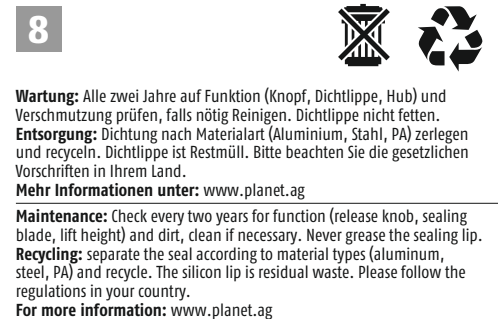 8
Wartung: Alle zwei Jahre auf Funktion (Knopf, Dichtlippe, Hub) und
Verschmutzung prüfen, falls nötig Reinigen. Dichtlippe nicht fetten.
Entsorgung: Dichtung nach Materialart (Aluminium, Stahl, PA) zerlegen
und recyceln. Dichtlippe ist Restmüll. Bitte beachten Sie die gesetzlichen
Vorschriften in Ihrem Land.
Mehr Informationen unter: www.planet.ag
Maintenance: Check every two years for function (release knob, sealing
blade, lift height) and dirt, clean if necessary. Never grease the sealing lip.
Recycling: separate the seal according to material types (aluminum,
steel, PA) and recycle. The silicon lip is residual waste. Please follow the
regulations in your country.
For more information: www.planet.ag